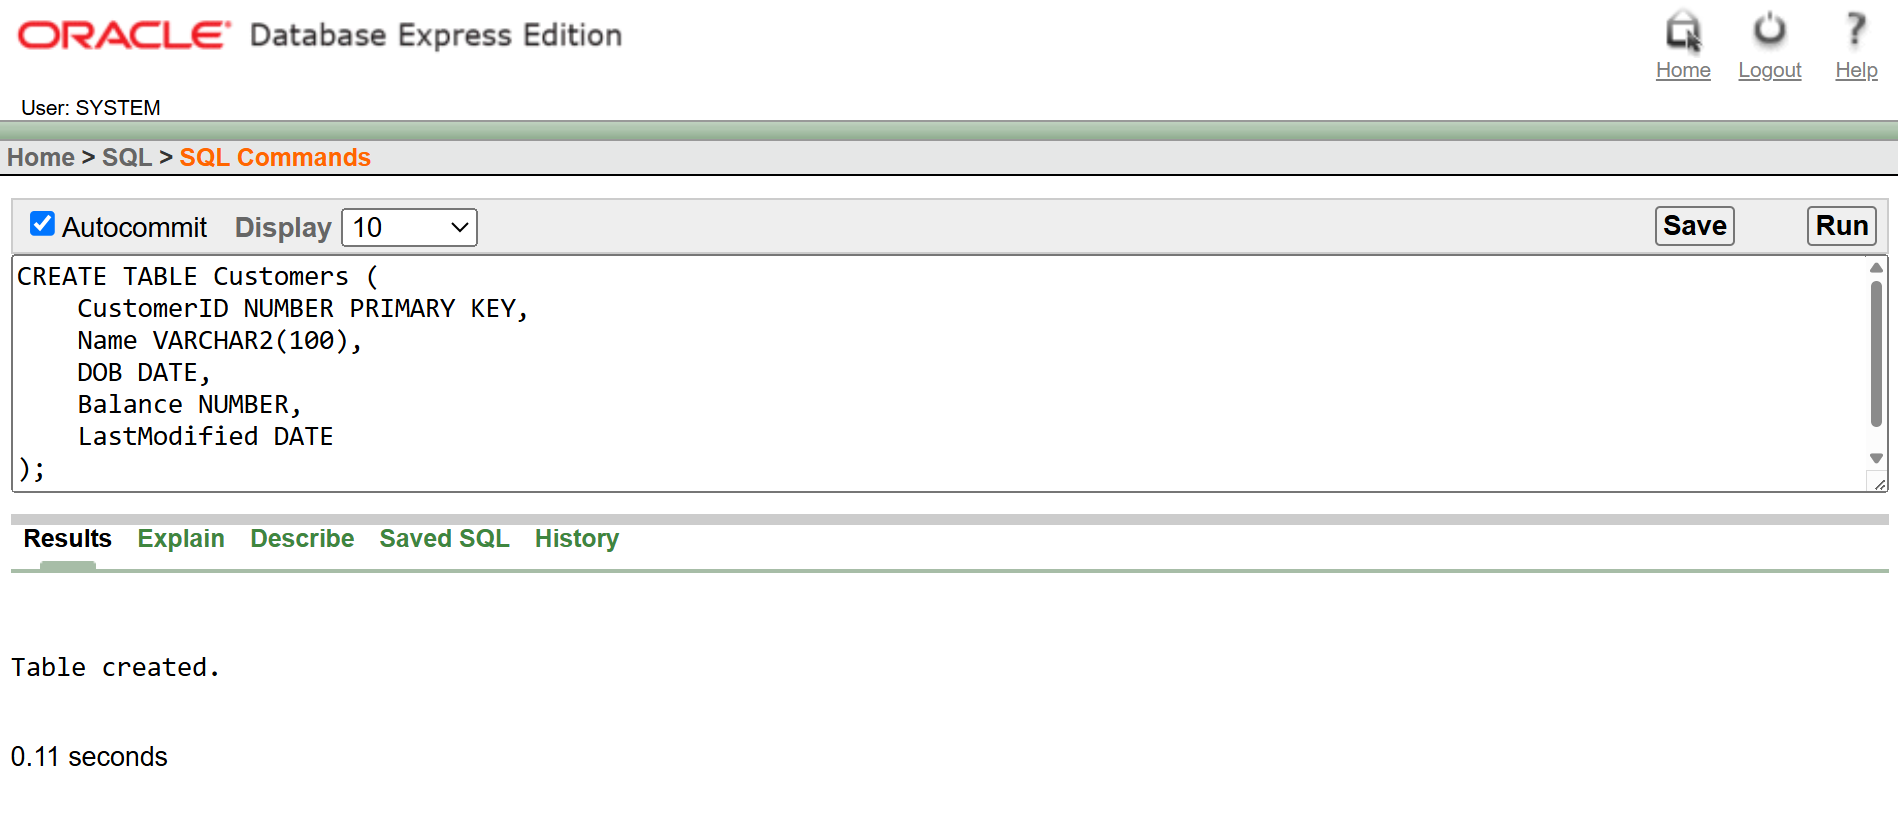 ORACLE Database Express Edition
Home Logout Help
User: SYSTEM
Home > SQL > SQL Commands
Autocommit Display 10 Save Run
CREATE TABLE Customers (
    CustomerID NUMBER PRIMARY KEY,
    Name VARCHAR2(100),
    DOB DATE,
    Balance NUMBER,
    LastModified DATE
);
Results Explain Describe Saved SQL History
Table created.
0.11 seconds